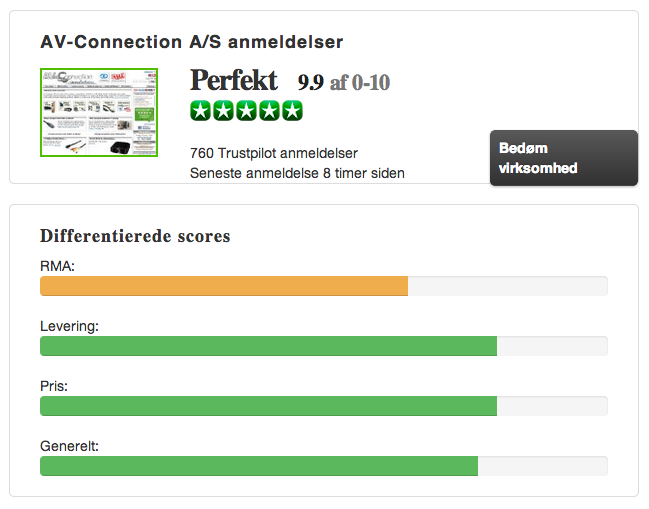 AV-Connection A/S anmeldelser
Perfekt 9.9 af 0-10
760 Trustpilot anmeldelser
Seneste anmeldelse 8 timer siden
Bedøm
virksomhed
Differentierede scores
RMA:
Levering:
Pris:
Generelt: